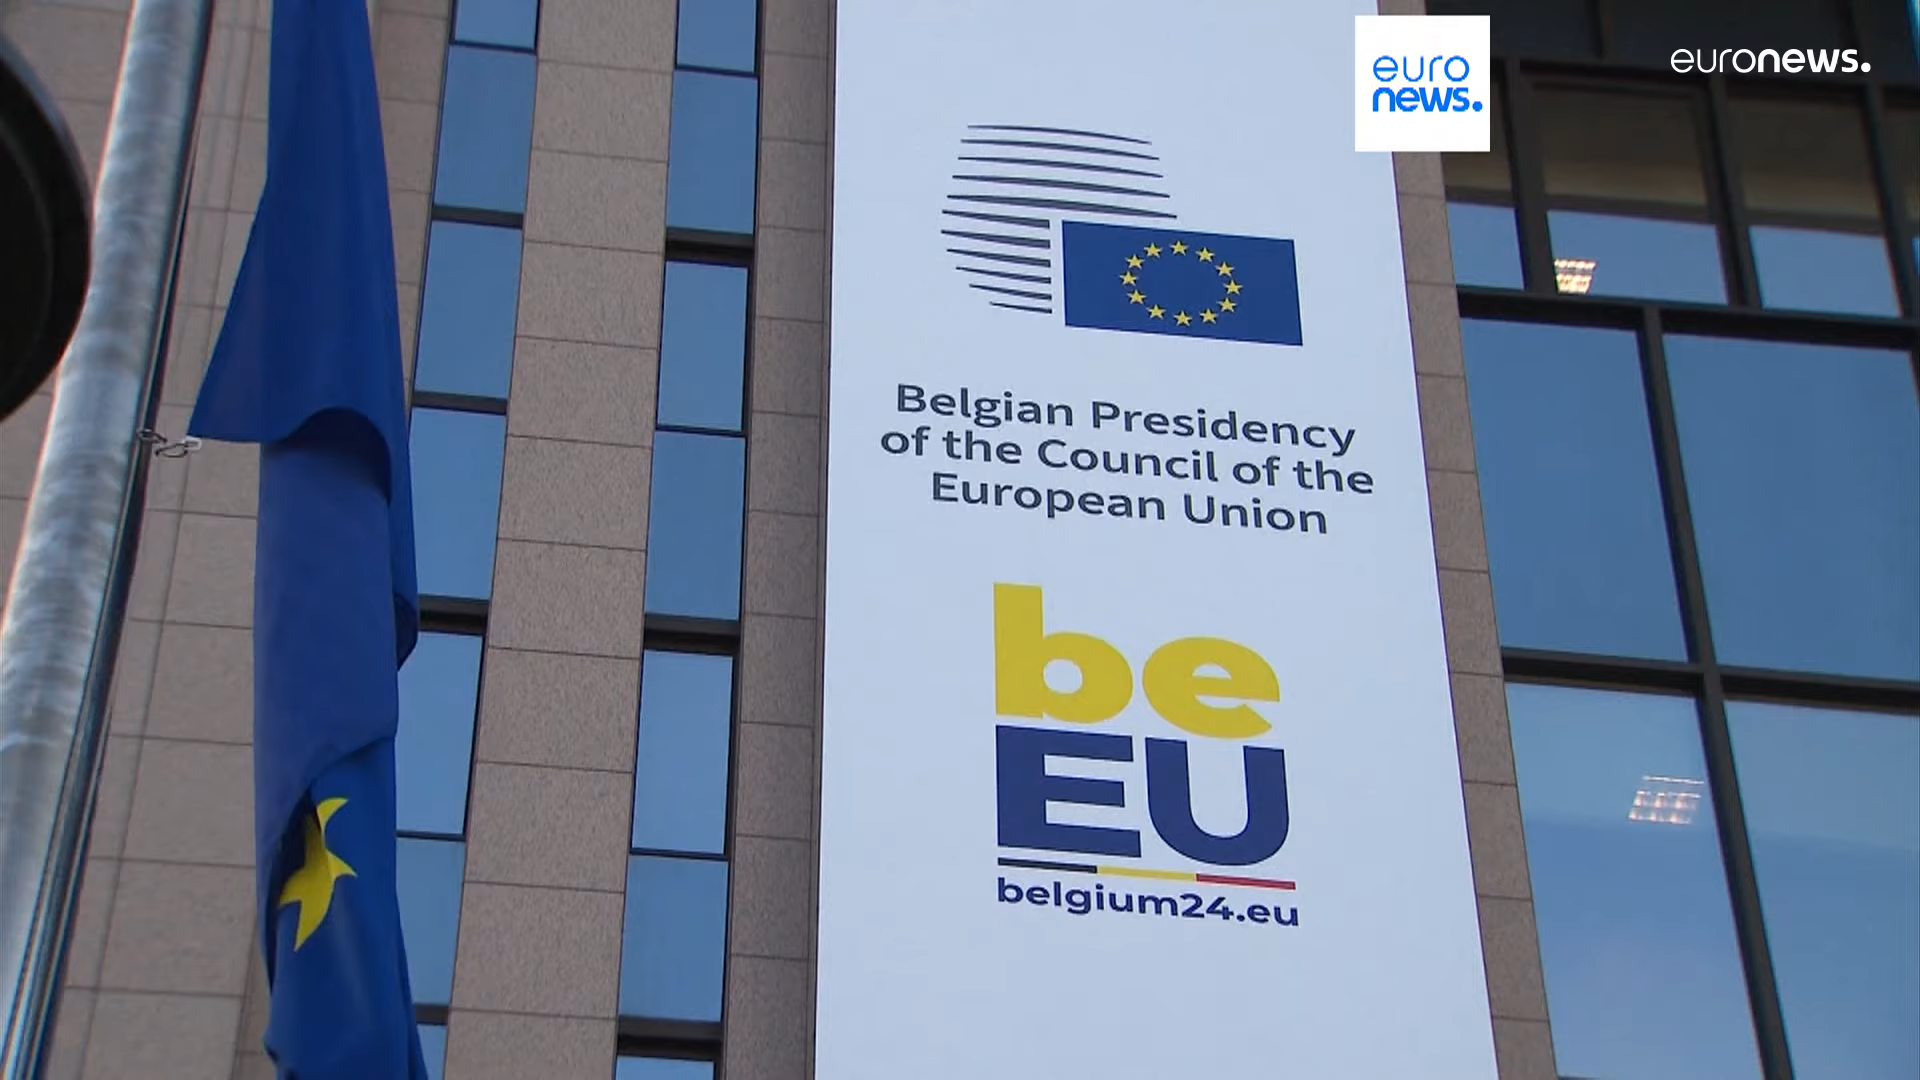 euro
news.
euronews.
Belgian Presidency
of the Council of the
European Union
be
EU
belgium24.eu